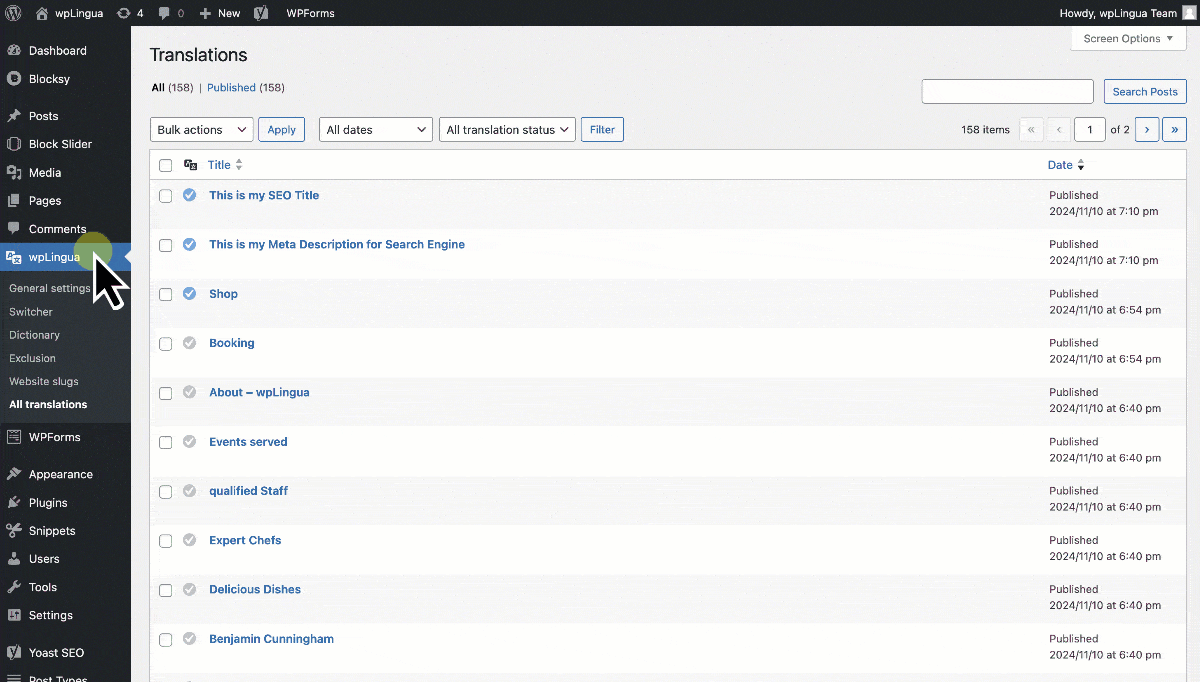 wpLingua 4 0 New WPForms Howdy, wpLingua Team
Screen Options
Dashboard
Blocksy
Posts
Block Slider
Media
Pages
Comments
wpLingua
General settings
Switcher
Dictionary
Exclusion
Website slugs
All translations
WPForms
Appearance
Plugins
Snippets
Users
Tools
Settings
Yoast SEO
Post Types
Translations
All (158) | Published (158)
Search Posts
Bulk actions Apply All dates All translation status Filter 158 items « ‹ 1 of 2 › »
Title Date
This is my SEO Title Published
2024/11/10 at 7:10 pm
This is my Meta Description for Search Engine Published
2024/11/10 at 7:10 pm
Shop Published
2024/11/10 at 6:54 pm
Booking Published
2024/11/10 at 6:54 pm
About – wpLingua Published
2024/11/10 at 6:40 pm
Events served Published
2024/11/10 at 6:40 pm
qualified Staff Published
2024/11/10 at 6:40 pm
Expert Chefs Published
2024/11/10 at 6:40 pm
Delicious Dishes Published
2024/11/10 at 6:40 pm
Benjamin Cunningham Published
2024/11/10 at 6:40 pm